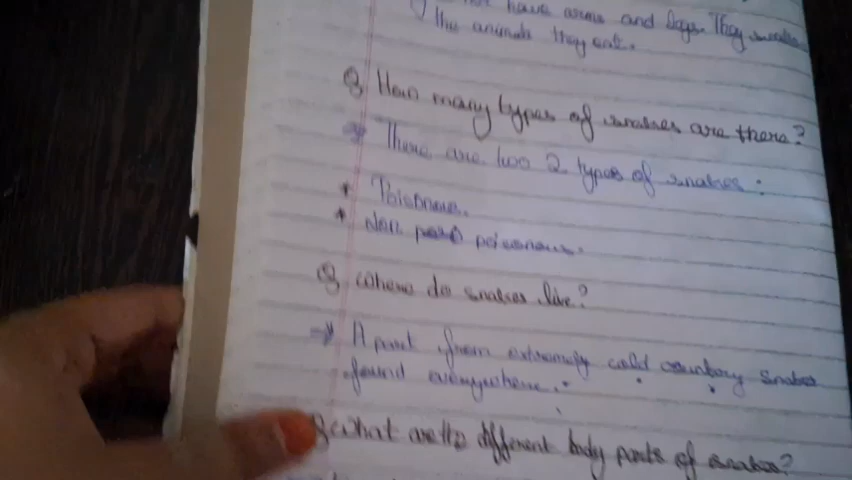 have arms and legs. They swallow
the animals they eat.
Q How many types of snakes are there?
There are two 2 types of snakes:
* Poisonous.
* Non poisonous.
Q Where do snakes live?
→ Apart from extremely cold country snakes
found everywhere.
Q What are the different body parts of snakes?